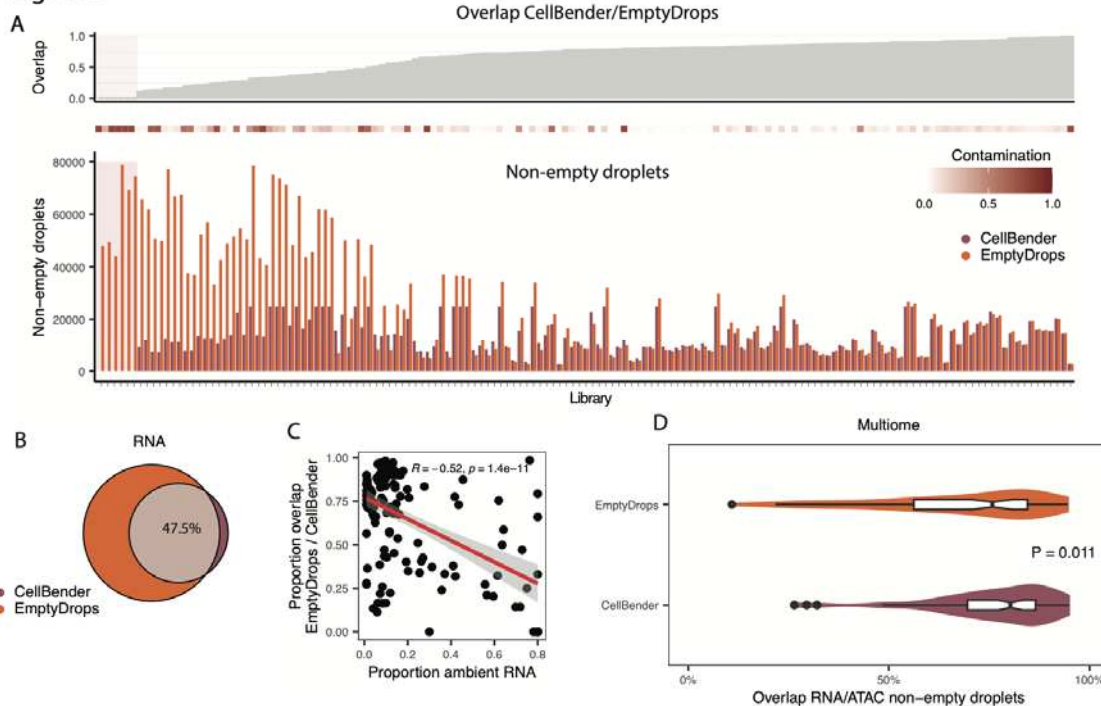 Overlap CellBender/EmptyDrops
A
Overlap
1.0
0.5
0.0
Non-empty droplets
Non−empty droplets
80000
60000
40000
20000
0
Contamination
0.0 0.5 1.0
CellBender
EmptyDrops
Library
B
RNA
47.5%
CellBender
EmptyDrops
C
Proportion overlap
EmptyDrops / CellBender
1.00
0.75
0.50
0.25
0.00
R = −0.52, p = 1.4e−11
0.0 0.2 0.4 0.6 0.8
Proportion ambient RNA
D
Multiome
EmptyDrops
P = 0.011
CellBender
0% 50% 100%
Overlap RNA/ATAC non−empty droplets